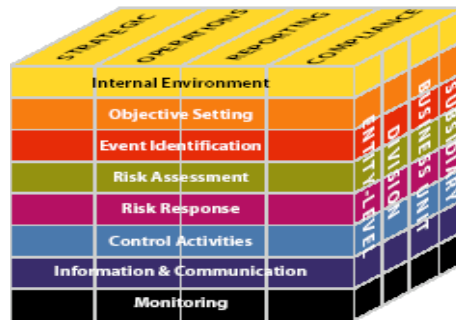 STRATEGIC
OPERATIONS
REPORTING
COMPLIANCE
Internal Environment
Objective Setting
Event Identification
Risk Assessment
Risk Response
Control Activities
Information & Communication
Monitoring
ENTITY-LEVEL
DIVISION
BUSINESS UNIT
SUBSIDIARY